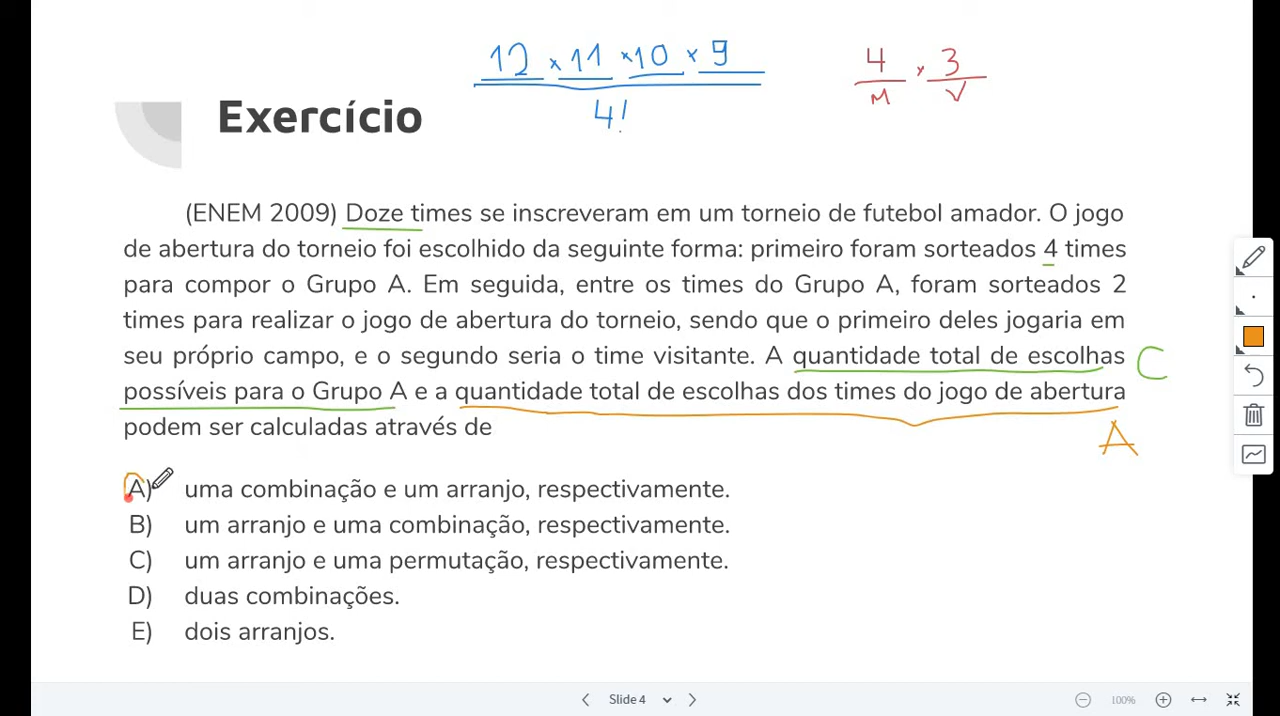 12 × 11 × 10 × 9
4!
4 × 3
M V
Exercício
(ENEM 2009) Doze times se inscreveram em um torneio de futebol amador. O jogo
de abertura do torneio foi escolhido da seguinte forma: primeiro foram sorteados 4 times
para compor o Grupo A. Em seguida, entre os times do Grupo A, foram sorteados 2
times para realizar o jogo de abertura do torneio, sendo que o primeiro deles jogaria em
seu próprio campo, e o segundo seria o time visitante. A quantidade total de escolhas C
possíveis para o Grupo A e a quantidade total de escolhas dos times do jogo de abertura
podem ser calculadas através de
A
A) uma combinação e um arranjo, respectivamente.
B) um arranjo e uma combinação, respectivamente.
C) um arranjo e uma permutação, respectivamente.
D) duas combinações.
E) dois arranjos.
Slide 4
100%